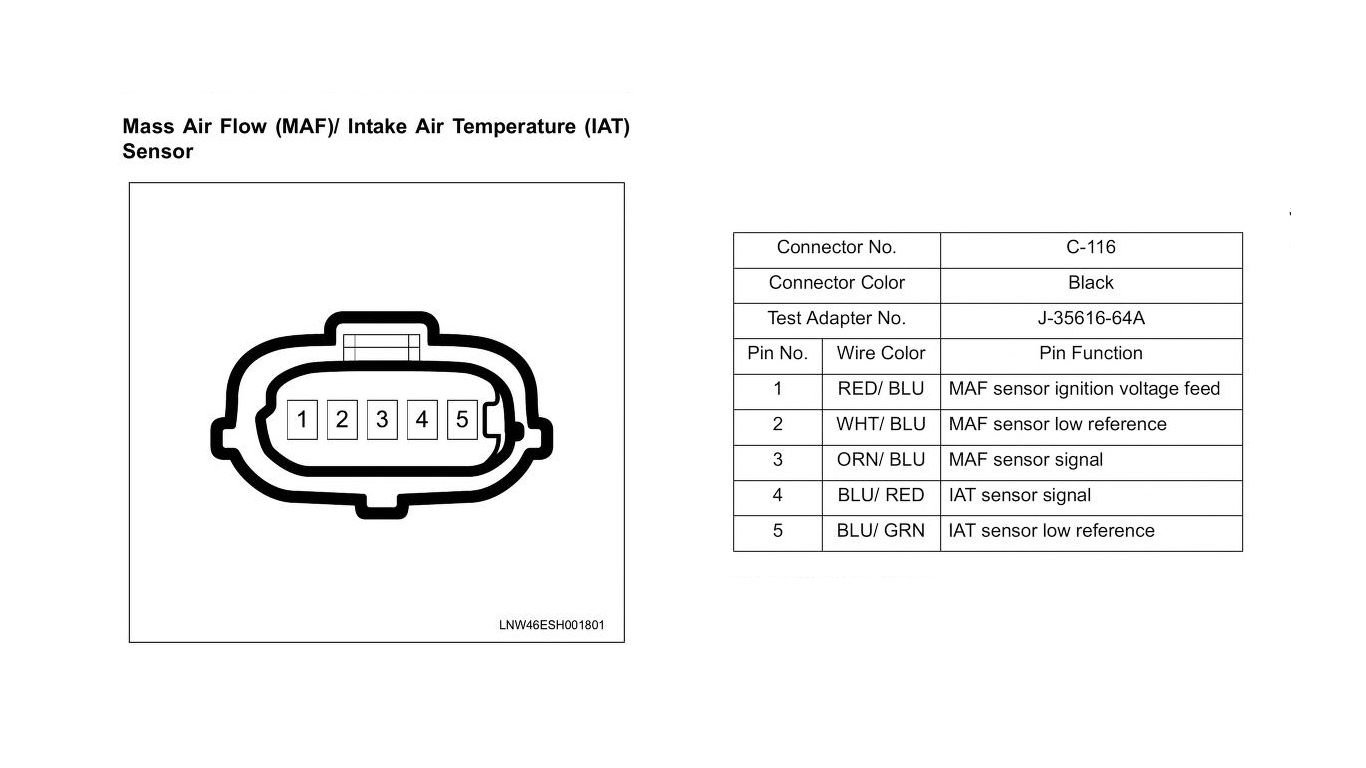 Mass Air Flow (MAF)/ Intake Air Temperature (IAT)
Sensor
1 2 3 4 5
LNW46ESH001801
Connector No. C-116
Connector Color Black
Test Adapter No. J-35616-64A
Pin No. Wire Color Pin Function
1 RED/ BLU MAF sensor ignition voltage feed
2 WHT/ BLU MAF sensor low reference
3 ORN/ BLU MAF sensor signal
4 BLU/ RED IAT sensor signal
5 BLU/ GRN IAT sensor low reference